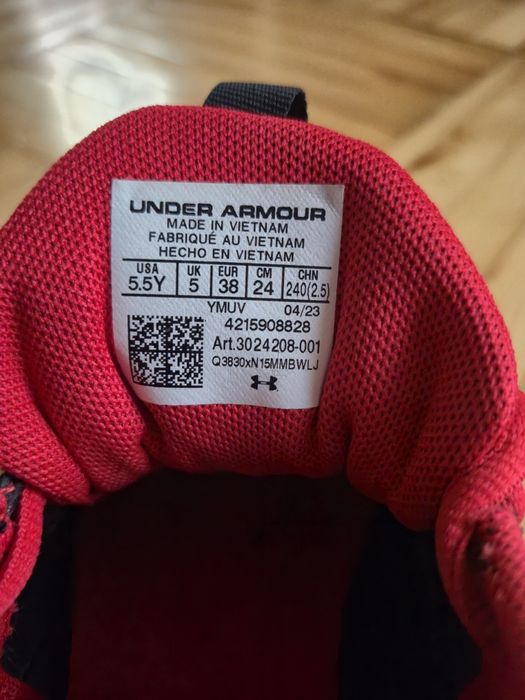 UNDER ARMOUR
MADE IN VIETNAM
FABRIQUÉ AU VIETNAM
HECHO EN VIETNAM
USA UK EUR CM CHN
5.5Y 5 38 24 240(2.5)
YMUV 04/23
4215908828
Art.3024208-001
Q3830xN15MMBWLJ